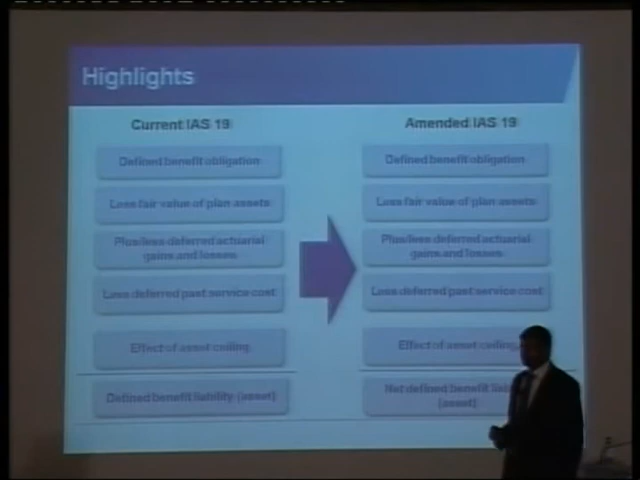 Highlights
Current IAS 19
Amended IAS 19
Defined benefit obligation
Less fair value of plan assets
Plus/less deferred actuarial
gains and losses
Less deferred past service cost
Effect of asset ceiling
Defined benefit liability (asset)
Defined benefit obligation
Less fair value of plan assets
Plus/less deferred actuarial
gains and losses
Less deferred past service cost
Effect of asset ceiling
Net defined benefit
(asset)